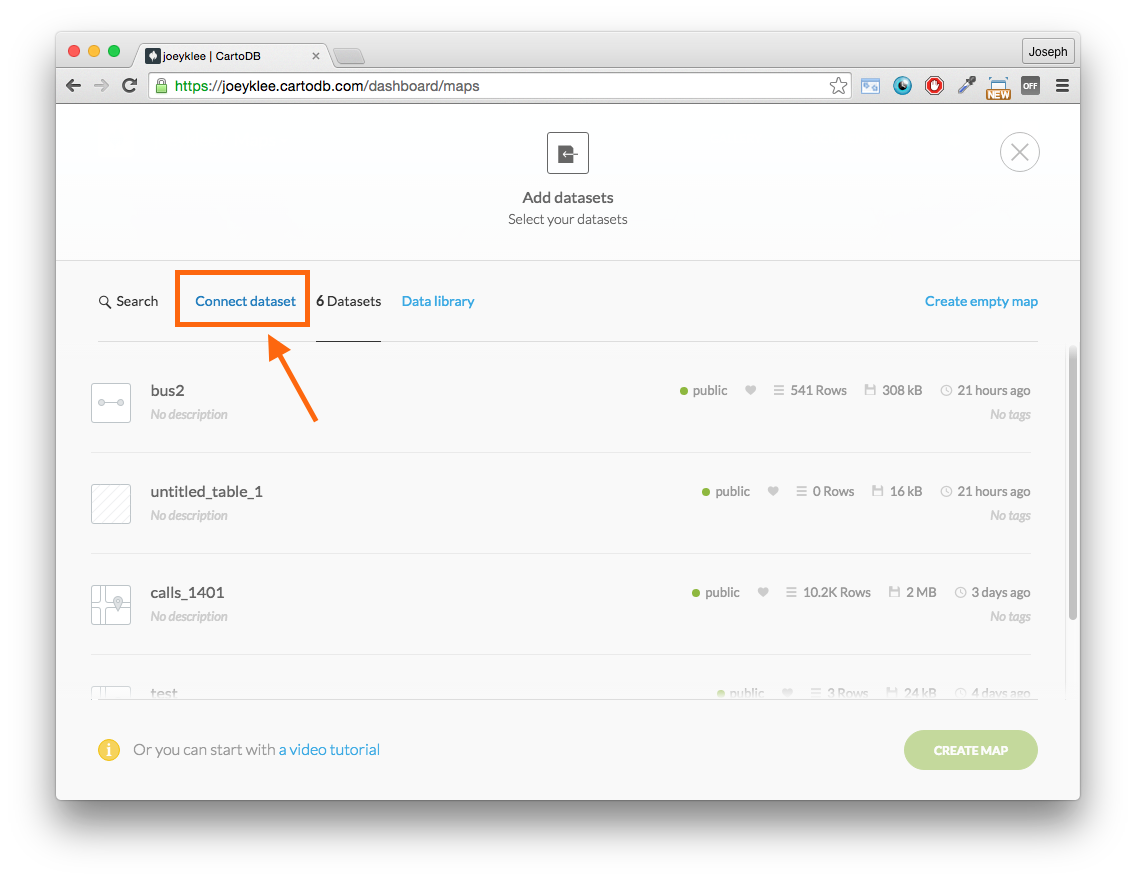 joeyklee | CartoDB
Joseph
https://joeyklee.cartodb.com/dashboard/maps
NEW
OFF
Add datasets
Select your datasets
Search Connect dataset 6 Datasets Data library Create empty map
bus2 public 541 Rows 308 kB 21 hours ago
No description No tags
untitled_table_1 public 0 Rows 16 kB 21 hours ago
No description No tags
calls_1401 public 10.2K Rows 2 MB 3 days ago
No description No tags
test public 3 Rows 24 kB 4 days ago
Or you can start with a video tutorial CREATE MAP